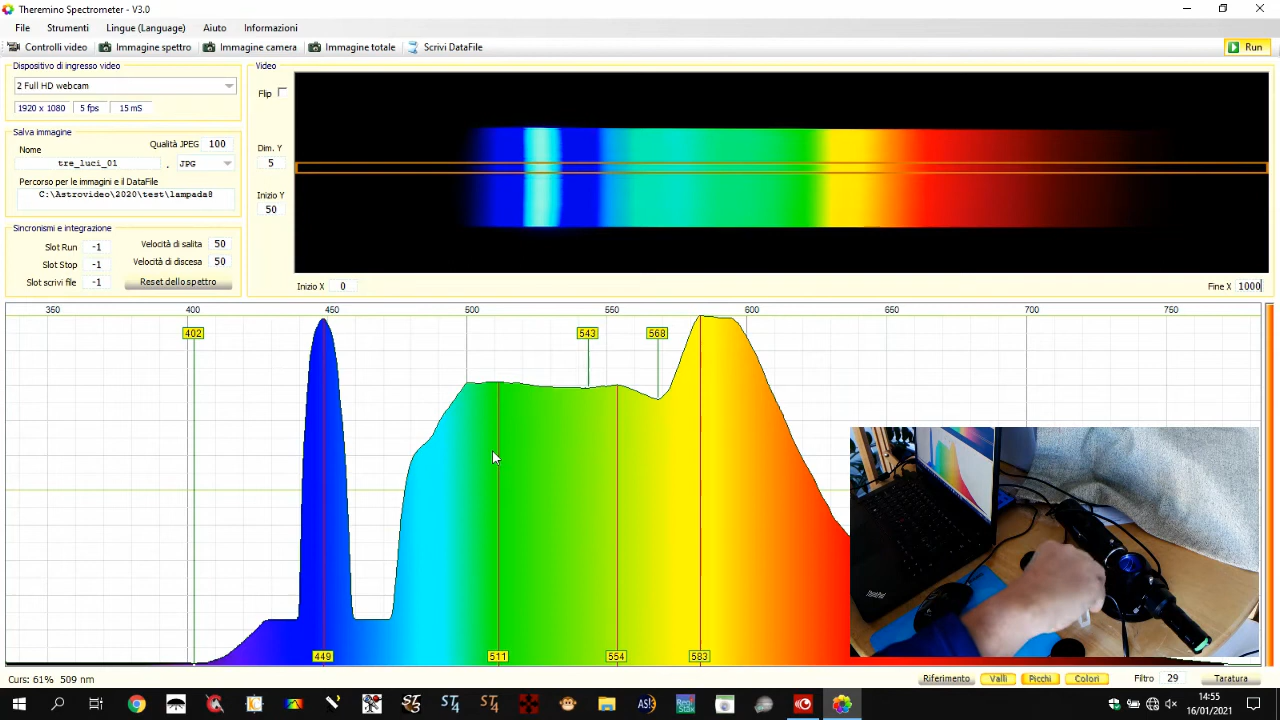 Theremino Spectrometer - V3.0
File Strumenti Lingue (Language) Aiuto Informazioni
Controlli video Immagine spettro Immagine camera Immagine totale Scrivi DataFile Run
Dispositivo di ingresso video
2 Full HD webcam
1920 x 1080 5 fps 15 mS
Salva immagine
Qualità JPEG 100
Nome
tre_luci_01 . JPG
Percorso per le immagini e il DataFile
C:\Astrovideo\2020\test\lampada8
Sincronismi e integrazione
Slot Run -1 Velocità di salita 50
Slot Stop -1 Velocità di discesa 50
Slot scrivi file -1 Reset dello spettro
Video
Flip
Dim. Y
5
Inizio Y
50
Inizio X 0 Fine X 1000
350 400 450 500 550 600 650 700 750
402 543 568
449 511 554 583
ThinkPad
Curs: 61% 509 nm Riferimento Valli Picchi Colori Filtro 29 Taratura
14:55
16/01/2021